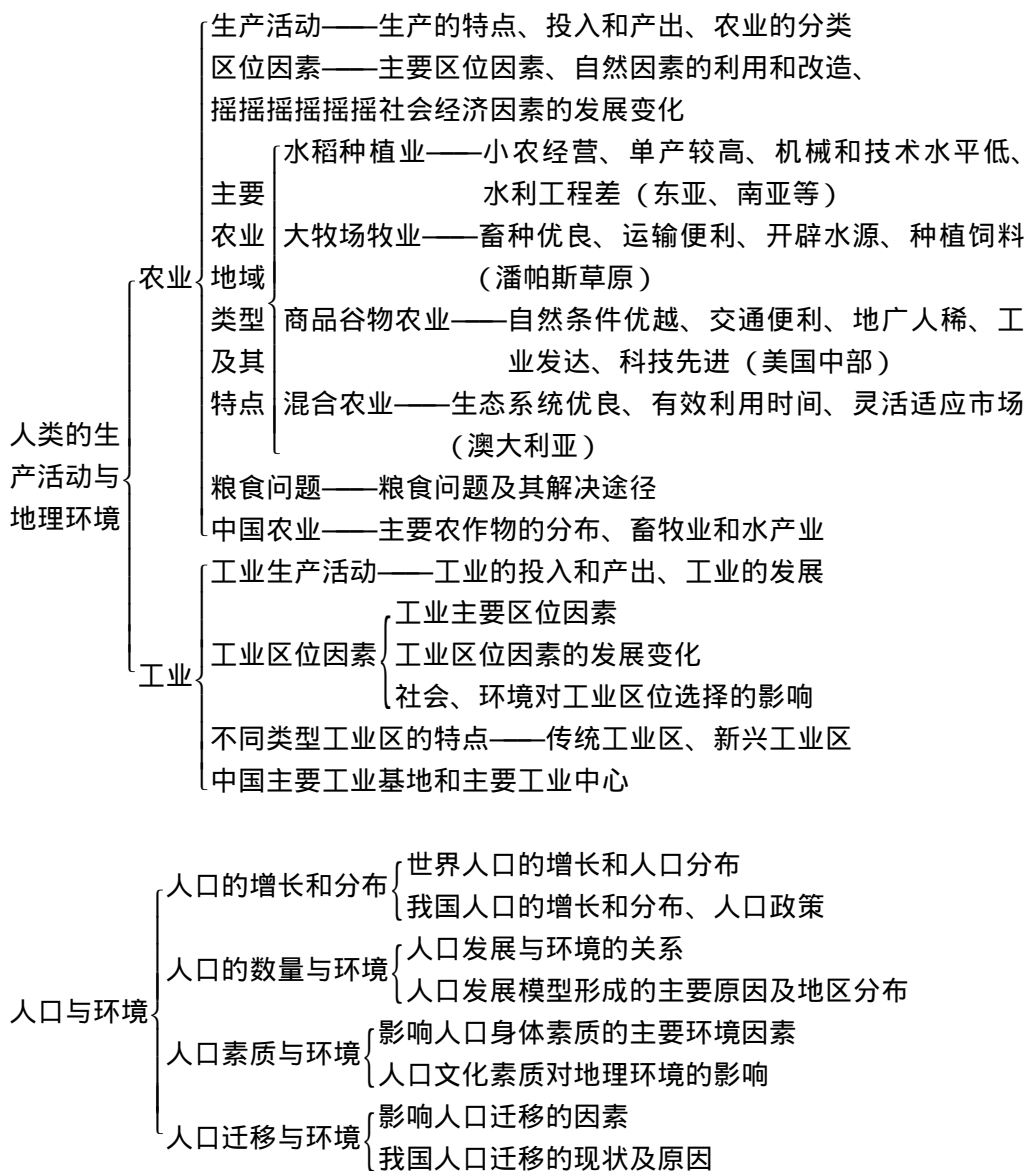 生产活动——生产的特点、投入和产出、农业的分类
区位因素——主要区位因素、自然因素的利用和改造、
摇摇摇摇摇摇社会经济因素的发展变化
水稻种植业——小农经营、单产较高、机械和技术水平低、
主要
水利工程差（东亚、南亚等）
农业
大牧场牧业——畜种优良、运输便利、开辟水源、种植饲料
农业
地域
（潘帕斯草原）
类型
商品谷物农业——自然条件优越、交通便利、地广人稀、工
及其
业发达、科技先进（美国中部）
特点
混合农业——生态系统优良、有效利用时间、灵活适应市场
（澳大利亚）
人类的生
产活动与
地理环境
粮食问题——粮食问题及其解决途径
中国农业——主要农作物的分布、畜牧业和水产业
工业生产活动——工业的投入和产出、工业的发展
工业主要区位因素
工业区位因素
工业区位因素的发展变化
工业
社会、环境对工业区位选择的影响
不同类型工业区的特点——传统工业区、新兴工业区
中国主要工业基地和主要工业中心
世界人口的增长和人口分布
人口的增长和分布
我国人口的增长和分布、人口政策
人口发展与环境的关系
人口的数量与环境
人口发展模型形成的主要原因及地区分布
人口与环境
影响人口身体素质的主要环境因素
人口素质与环境
人口文化素质对地理环境的影响
影响人口迁移的因素
人口迁移与环境
我国人口迁移的现状及原因